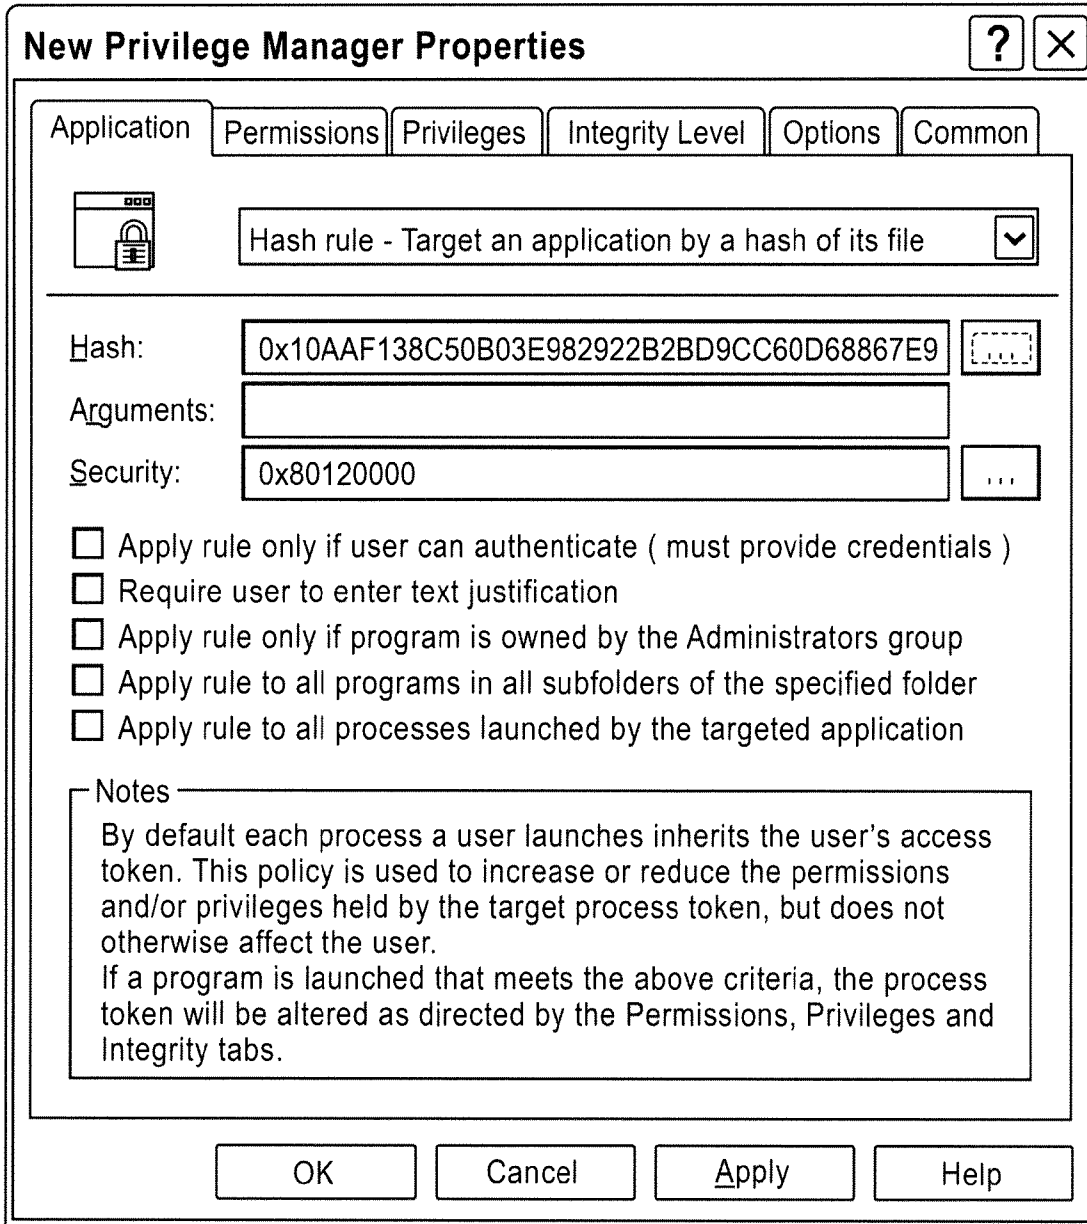 New Privilege Manager Properties
?
Application Permissions Privileges Integrity Level Options Common
Hash rule - Target an application by a hash of its file
Hash: 0x10AAF138C50B03E982922B2BD9CC60D68867E9 ...
Arguments:
Security: 0x80120000 ...
Apply rule only if user can authenticate ( must provide credentials )
Require user to enter text justification
Apply rule only if program is owned by the Administrators group
Apply rule to all programs in all subfolders of the specified folder
Apply rule to all processes launched by the targeted application
Notes
By default each process a user launches inherits the user's access
token. This policy is used to increase or reduce the permissions
and/or privileges held by the target process token, but does not
otherwise affect the user.
If a program is launched that meets the above criteria, the process
token will be altered as directed by the Permissions, Privileges and
Integrity tabs.
OK Cancel Apply Help